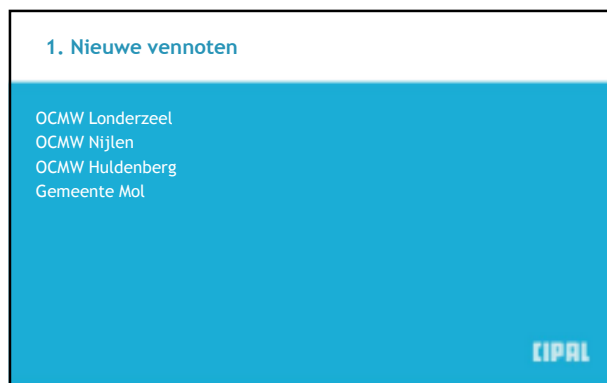 1. Nieuwe vennoten
OCMW Londerzeel
OCMW Nijlen
OCMW Huldenberg
Gemeente Mol
CIPAL